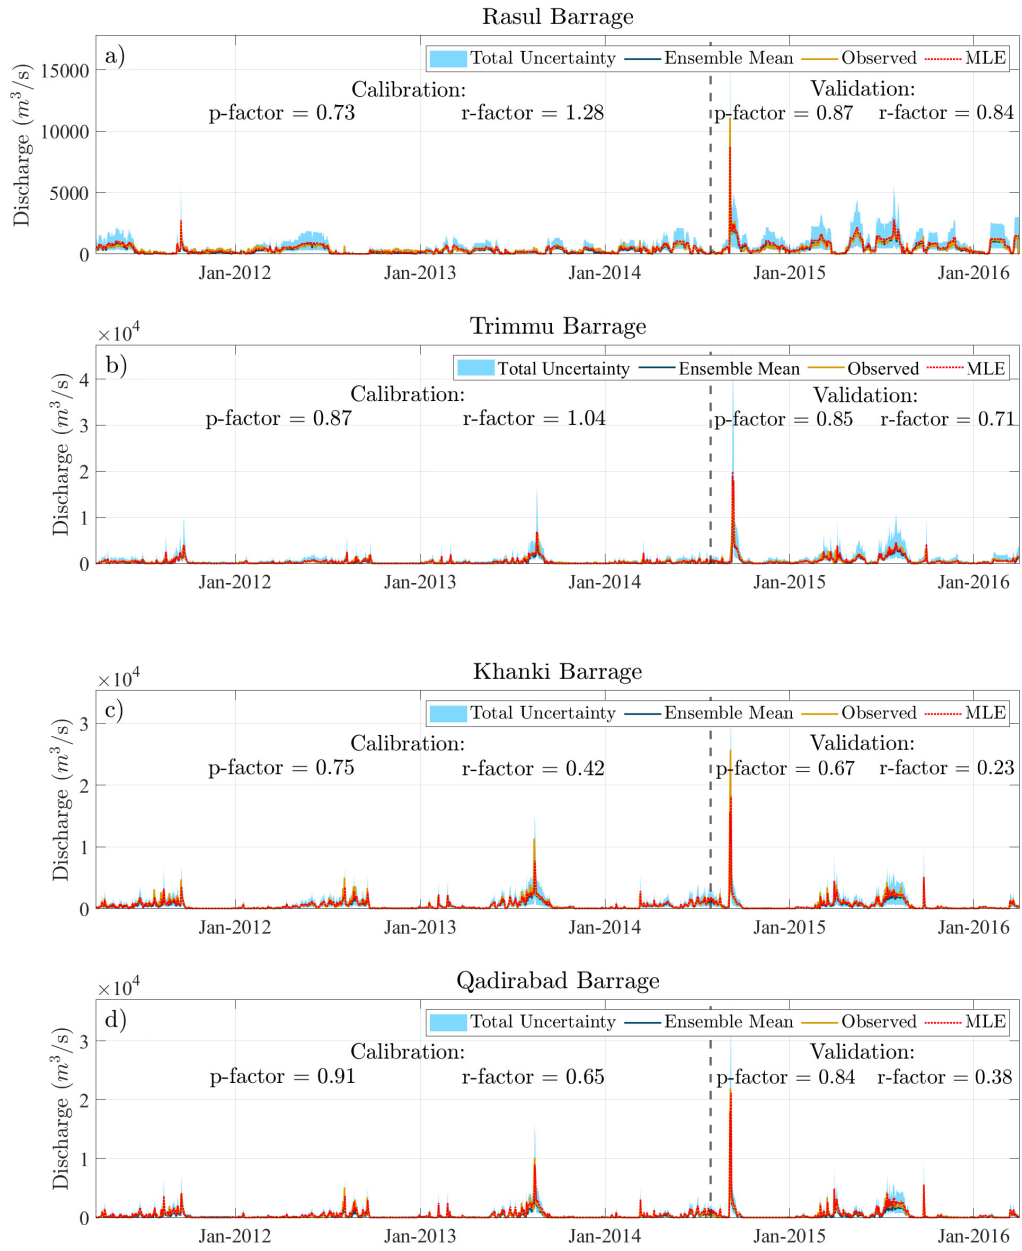 Rasul Barrage
a)
Total Uncertainty Ensemble Mean Observed MLE
Calibration: Validation:
p-factor = 0.73 r-factor = 1.28 p-factor = 0.87 r-factor = 0.84
Discharge (m³/s)
15000
10000
5000
0
Jan-2012 Jan-2013 Jan-2014 Jan-2015 Jan-2016
Trimmu Barrage
×10⁴
b)
Total Uncertainty Ensemble Mean Observed MLE
Calibration: Validation:
p-factor = 0.87 r-factor = 1.04 p-factor = 0.85 r-factor = 0.71
Discharge (m³/s)
4
3
2
1
0
Jan-2012 Jan-2013 Jan-2014 Jan-2015 Jan-2016
Khanki Barrage
×10⁴
c)
Total Uncertainty Ensemble Mean Observed MLE
Calibration: Validation:
p-factor = 0.75 r-factor = 0.42 p-factor = 0.67 r-factor = 0.23
Discharge (m³/s)
3
2
1
0
Jan-2012 Jan-2013 Jan-2014 Jan-2015 Jan-2016
Qadirabad Barrage
×10⁴
d)
Total Uncertainty Ensemble Mean Observed MLE
Calibration: Validation:
p-factor = 0.91 r-factor = 0.65 p-factor = 0.84 r-factor = 0.38
Discharge (m³/s)
3
2
1
0
Jan-2012 Jan-2013 Jan-2014 Jan-2015 Jan-2016